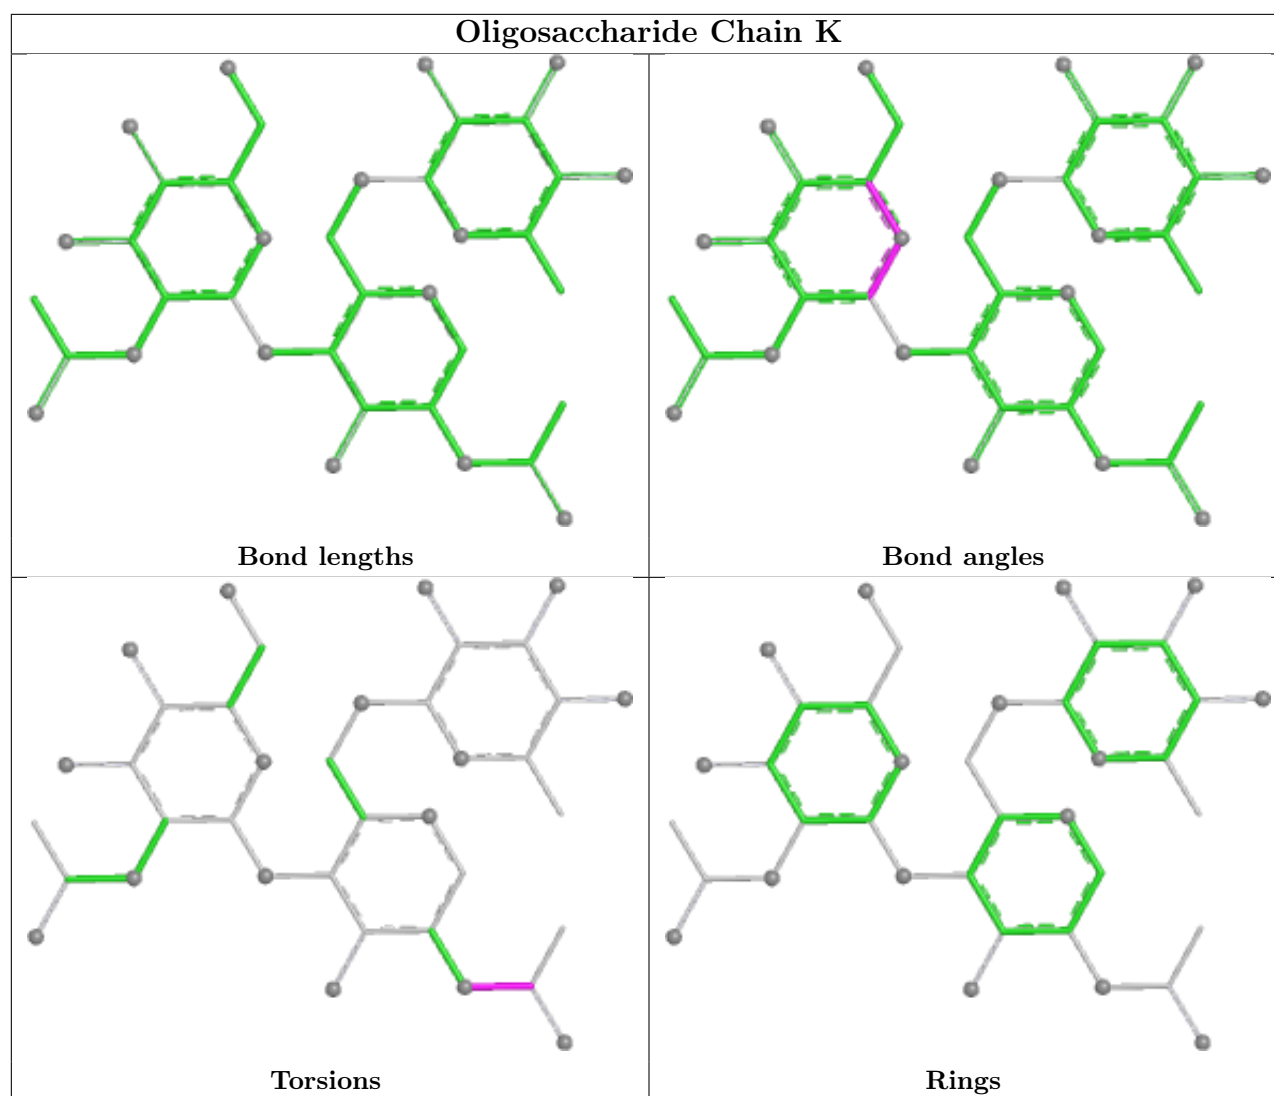 Oligosaccharide Chain K
Bond lengths
Bond angles
Torsions
Rings